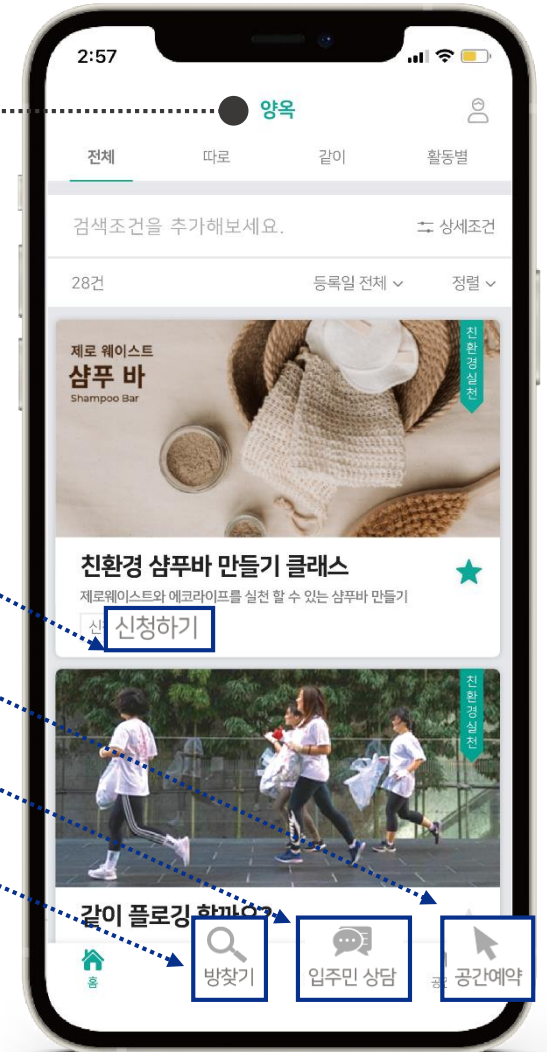 2:57
양옥
전체 따로 같이 활동별
검색조건을 추가해보세요. 상세조건
28건 등록일 전체 정렬
제로 웨이스트
샴푸 바
Shampoo Bar
친환경실천
친환경 샴푸바 만들기 클래스
제로웨이스트와 에코라이프를 실천 할 수 있는 샴푸바 만들기
신청하기
친환경실천
같이 플로깅 할까요?
홈 방찾기 입주민 상담 공간예약